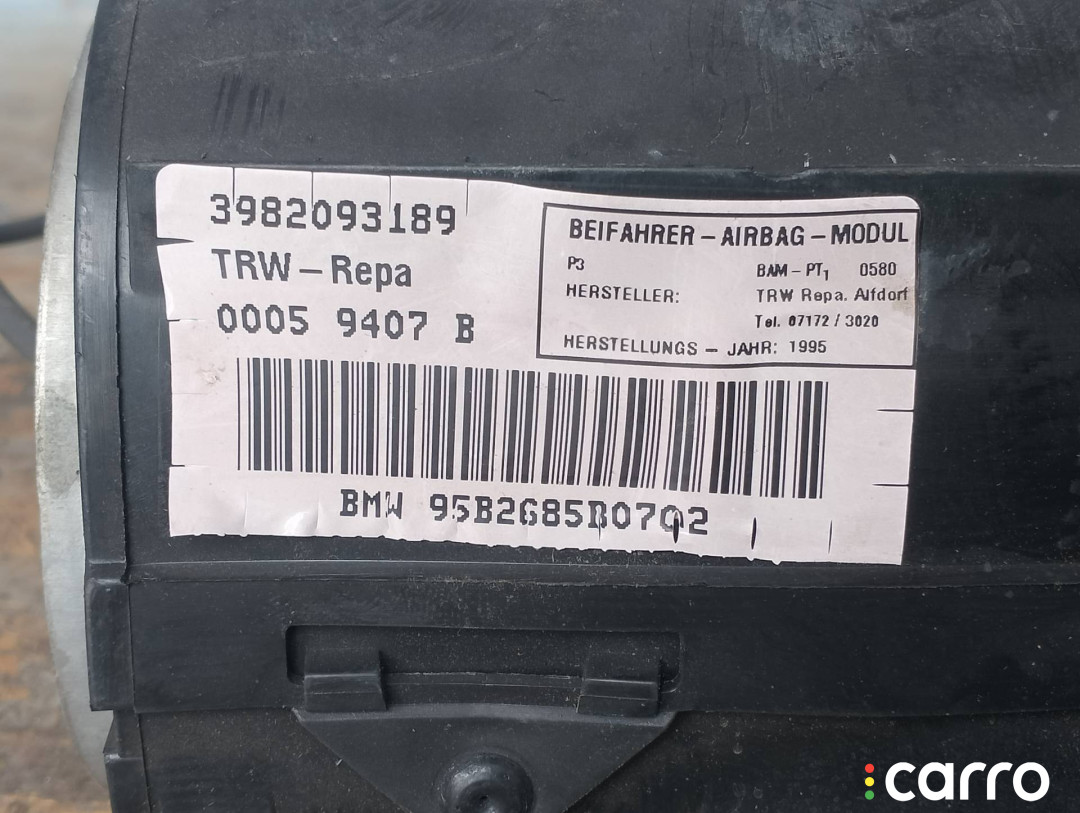 3982093189
TRW-Repa
0005 9407 B
BEIFAHRER-AIRBAG-MODUL
P3 BAM-PT1 0580
HERSTELLER: TRW Repa. Alfdorf
Tel. 07172/3020
HERSTELLUNGS-JAHR: 1995
BMW 95B2685B0702
carro